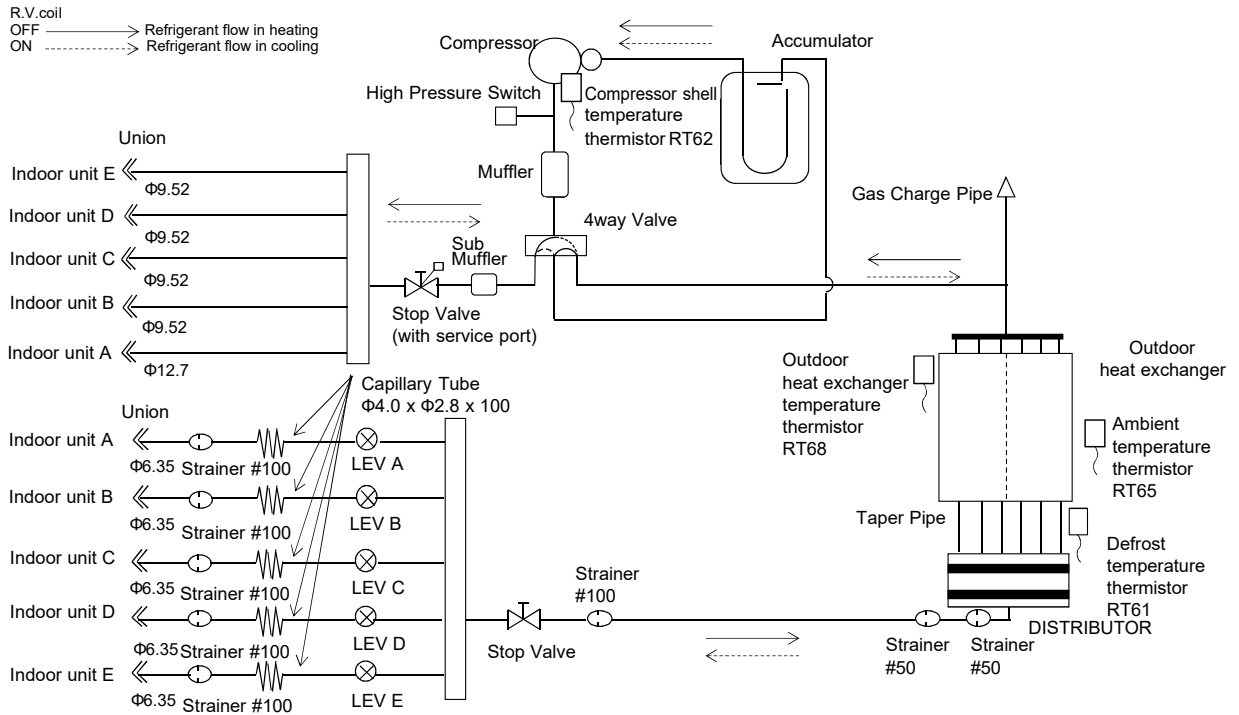 R.V.coil
OFF
Refrigerant flow in heating
ON
Refrigerant flow in cooling
Compressor
Accumulator
High Pressure Switch
Compressor shell
temperature
thermistor RT62
Union
Muffler
Indoor unit E
Φ9.52
Indoor unit D
Φ9.52
Indoor unit C
Φ9.52
Indoor unit B
Φ9.52
Indoor unit A
Φ12.7
4way Valve
Sub
Muffler
Stop Valve
(with service port)
Gas Charge Pipe
Outdoor
heat exchanger
temperature
thermistor
RT68
Outdoor
heat exchanger
Ambient
temperature
thermistor
RT65
Taper Pipe
Defrost
temperature
thermistor
RT61
DISTRIBUTOR
Capillary Tube
Φ4.0 x Φ2.8 x 100
Union
Indoor unit A
Φ6.35
Strainer #100
LEV A
Indoor unit B
Φ6.35
Strainer #100
LEV B
Indoor unit C
Φ6.35
Strainer #100
LEV C
Indoor unit D
Φ6.35
Strainer #100
LEV D
Indoor unit E
Φ6.35
Strainer #100
LEV E
Stop Valve
Strainer
#100
Strainer
#50
Strainer
#50